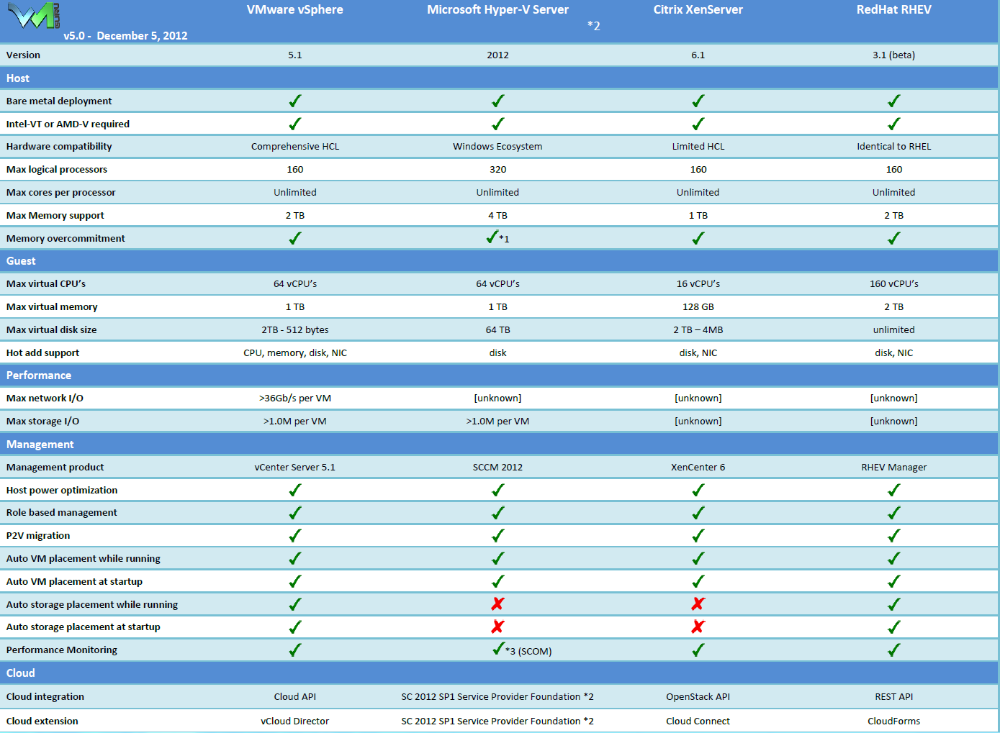 VM GURU
VMware vSphere Microsoft Hyper-V Server Citrix XenServer RedHat RHEV
*2
v5.0 - December 5, 2012
Version 5.1 2012 6.1 3.1 (beta)
Host
Bare metal deployment ✓ ✓ ✓ ✓
Intel-VT or AMD-V required ✓ ✓ ✓ ✓
Hardware compatibility Comprehensive HCL Windows Ecosystem Limited HCL Identical to RHEL
Max logical processors 160 320 160 160
Max cores per processor Unlimited Unlimited Unlimited Unlimited
Max Memory support 2 TB 4 TB 1 TB 2 TB
Memory overcommitment ✓ ✓*1 ✓ ✓
Guest
Max virtual CPU’s 64 vCPU’s 64 vCPU’s 16 vCPU’s 160 vCPU’s
Max virtual memory 1 TB 1 TB 128 GB 2 TB
Max virtual disk size 2TB - 512 bytes 64 TB 2 TB – 4MB unlimited
Hot add support CPU, memory, disk, NIC disk disk, NIC disk, NIC
Performance
Max network I/O >36Gb/s per VM [unknown] [unknown] [unknown]
Max storage I/O >1.0M per VM >1.0M per VM [unknown] [unknown]
Management
Management product vCenter Server 5.1 SCCM 2012 XenCenter 6 RHEV Manager
Host power optimization ✓ ✓ ✓ ✓
Role based management ✓ ✓ ✓ ✓
P2V migration ✓ ✓ ✓ ✓
Auto VM placement while running ✓ ✓ ✓ ✓
Auto VM placement at startup ✓ ✓ ✓ ✓
Auto storage placement while running ✓ ✗ ✗ ✓
Auto storage placement at startup ✓ ✗ ✗ ✓
Performance Monitoring ✓ ✓*3 (SCOM) ✓ ✓
Cloud
Cloud integration Cloud API SC 2012 SP1 Service Provider Foundation *2 OpenStack API REST API
Cloud extension vCloud Director SC 2012 SP1 Service Provider Foundation *2 Cloud Connect CloudForms